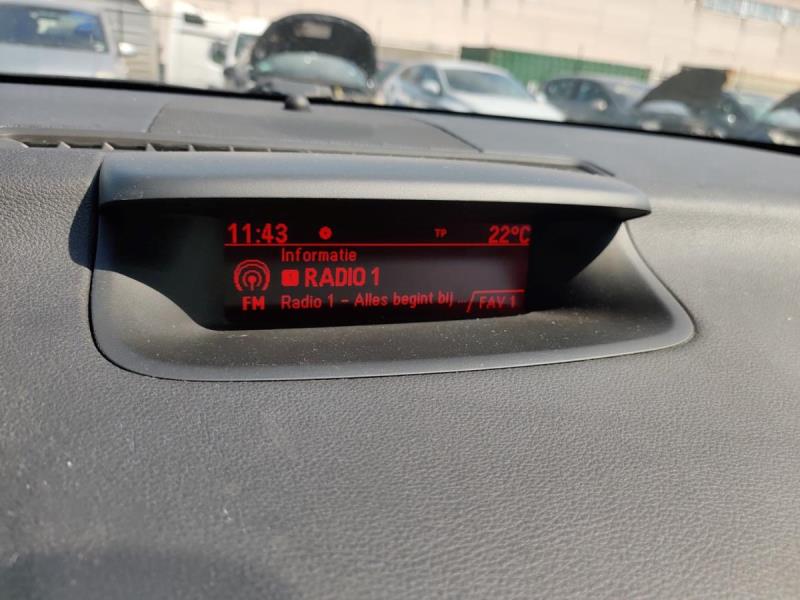 11:43 TP 22°C
Informatie
RADIO 1
FM Radio 1 - Alles begint bij ... FAV 1